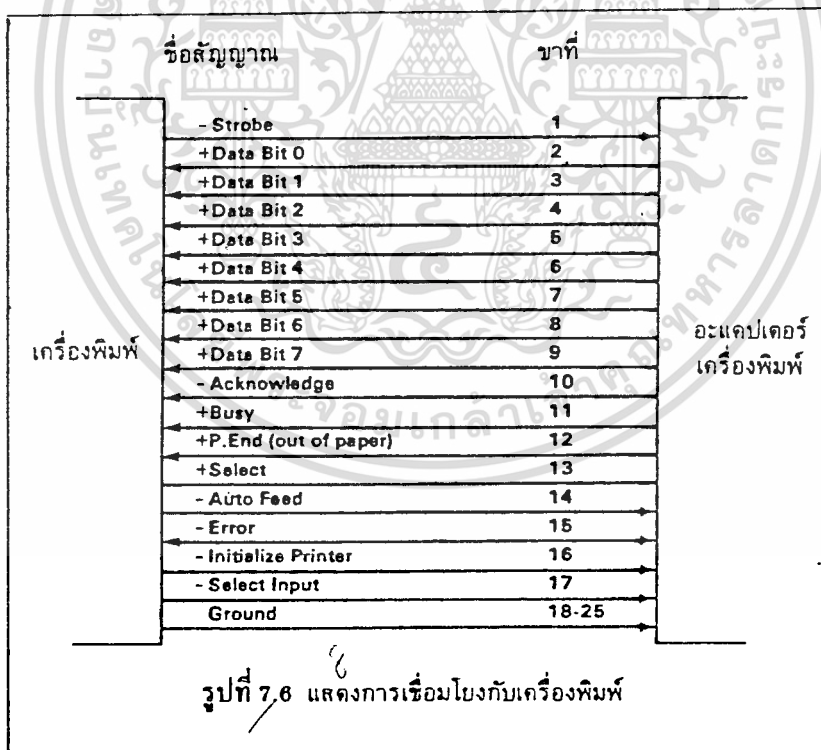 ชื่อสัญญาณ ขาที่
- Strobe 1
+Data Bit 0 2
+Data Bit 1 3
+Data Bit 2 4
+Data Bit 3 5
+Data Bit 4 6
+Data Bit 5 7
+Data Bit 6 8
+Data Bit 7 9
เครื่องพิมพ์
อะแดปเตอร์
เครื่องพิมพ์
- Acknowledge 10
+Busy 11
+P.End (out of paper) 12
+Select 13
- Auto Feed 14
- Error 15
- Initialize Printer 16
- Select Input 17
Ground 18-25
รูปที่ 7.6 แสดงการเชื่อมโยงกับเครื่องพิมพ์